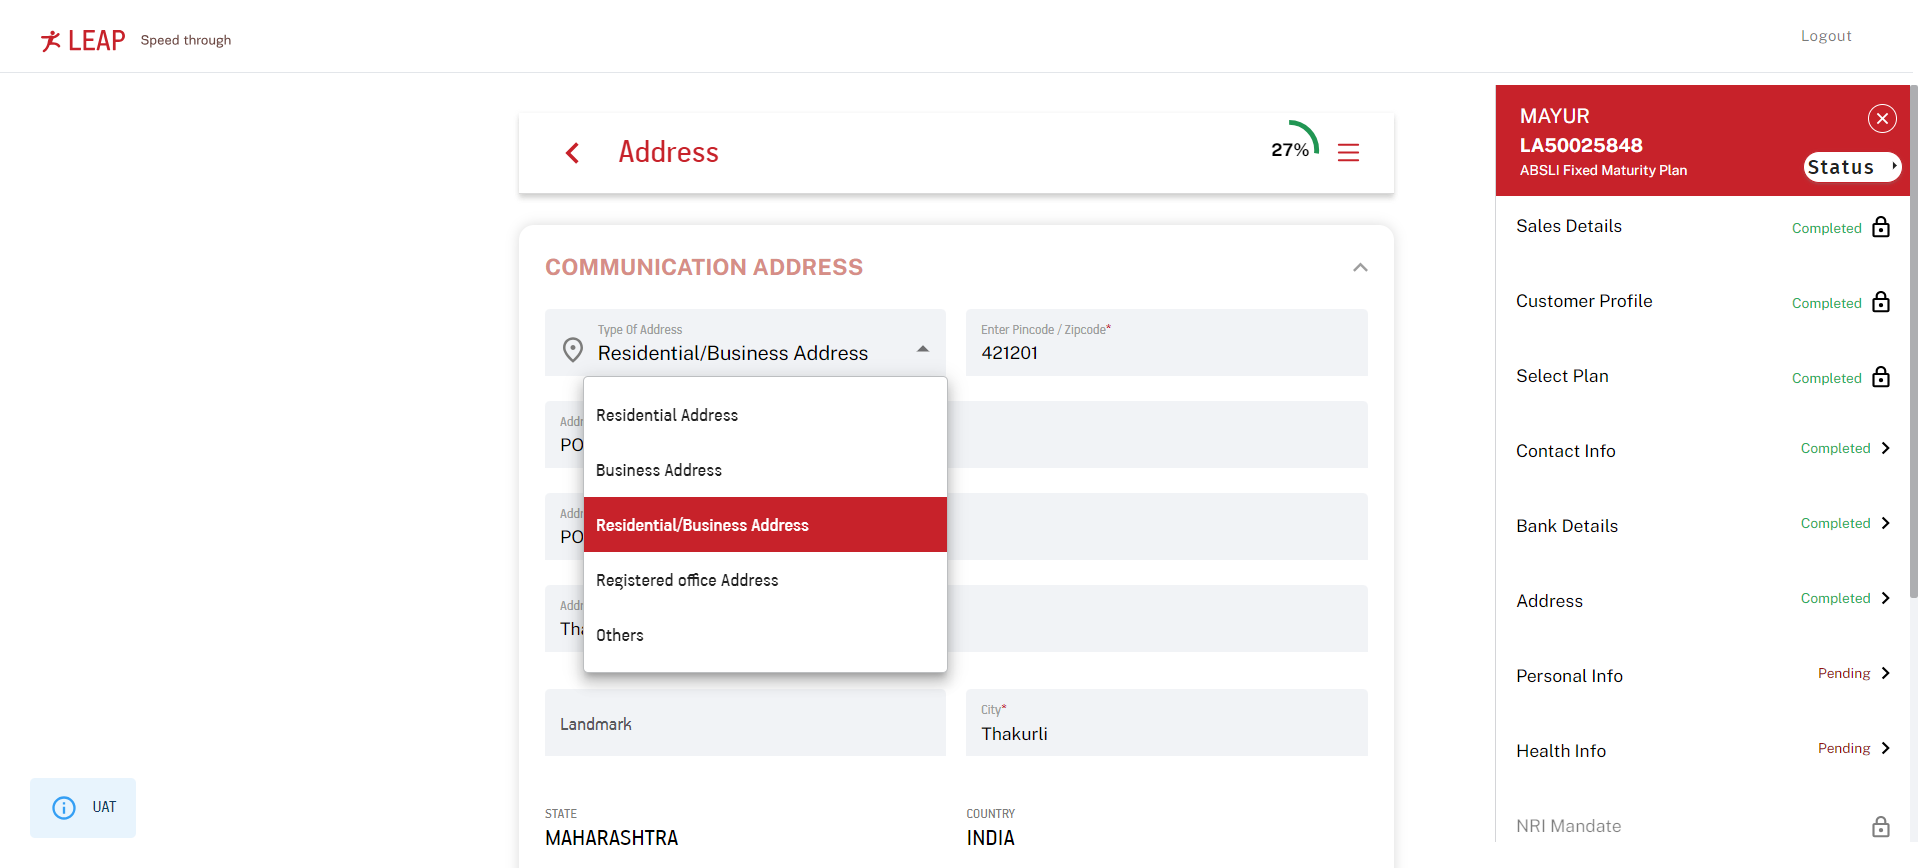 LEAP Speed through
Logout
Address
27%
COMMUNICATION ADDRESS
Type Of Address
Residential/Business Address
Enter Pincode / Zipcode*
421201
Residential Address
Business Address
Residential/Business Address
Registered office Address
Others
Addr
PO
Addr
PO
Addr
Landmark
City*
Thakurli
STATE
MAHARASHTRA
COUNTRY
INDIA
UAT
MAYUR
LA50025848
ABSLI Fixed Maturity Plan
Status
Sales Details Completed
Customer Profile Completed
Select Plan Completed
Contact Info Completed
Bank Details Completed
Address Completed
Personal Info Pending
Health Info Pending
NRI Mandate